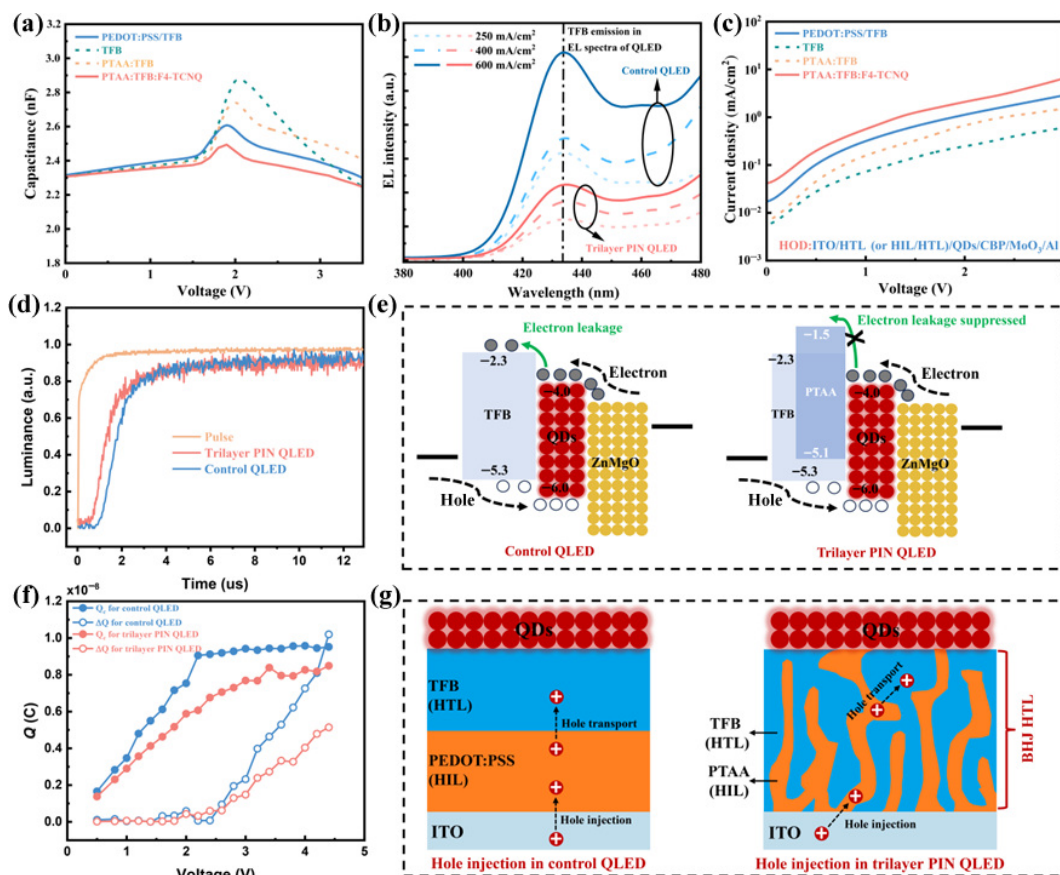 (a)
3.0
2.8
2.6
2.4
2.2
2.0
1.8
Capacitance (nF)
PEDOT:PSS/TFB
TFB
PTAA:TFB
PTAA:TFB:F4-TCNQ
0
1
2
3
Voltage (V)
(b)
EL intensity (a.u.)
250 mA/cm²
400 mA/cm²
600 mA/cm²
TFB emission in
EL spectra of QLED
Control QLED
Trilayer PIN QLED
380
400
420
440
460
480
Wavelength (nm)
(c)
10²
10¹
10⁰
10⁻¹
10⁻²
10⁻³
Current density (mA/cm²)
PEDOT:PSS/TFB
TFB
PTAA:TFB
PTAA:TFB:F4-TCNQ
HOD:ITO/HTL (or HIL/HTL)/QDs/CBP/MoO₃/Al
0
1
2
Voltage (V)
(d)
1.2
1.0
0.8
0.6
0.4
0.2
0.0
Luminance (a.u.)
Pulse
Trilayer PIN QLED
Control QLED
0
2
4
6
8
10
12
Time (us)
(e)
Electron leakage
−2.3
Electron
−4.0
TFB
QDs
ZnMgO
−5.3
−6.0
Hole
Control QLED
Electron leakage suppressed
−1.5
−2.3
Electron
−4.0
PTAA
TFB
QDs
−5.1
ZnMgO
−5.3
−6.0
Hole
Trilayer PIN QLED
(f)
x10⁻⁸
1.2
1.0
0.8
0.6
0.4
0.2
0.0
Q (C)
for control QLED
ΔQ for control QLED
for trilayer PIN QLED
ΔQ for trilayer PIN QLED
0
1
2
3
4
5
Voltage (V)
(g)
QDs
TFB
(HTL)
Hole transport
PEDOT:PSS
(HIL)
Hole injection
ITO
Hole injection in control QLED
QDs
Hole transport
TFB
(HTL)
PTAA
(HIL)
BHJ HTL
Hole injection
ITO
Hole injection in trilayer PIN QLED